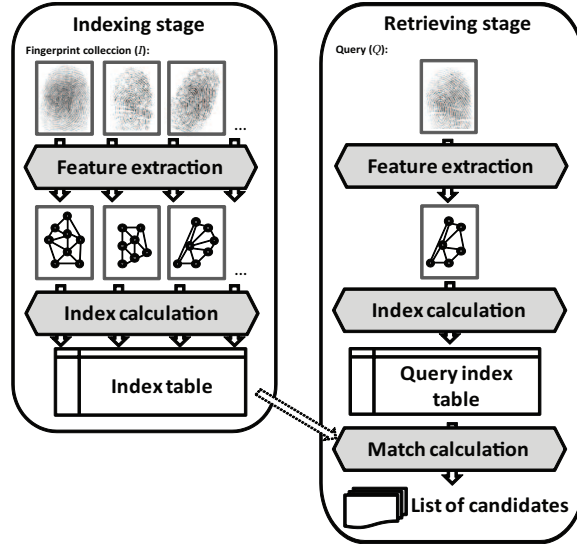 Indexing stage
Fingerprint colleccion (I):
...
Feature extraction
...
Index calculation
Index table
Retrieving stage
Query (Q):
Feature extraction
Index calculation
Query index
table
Match calculation
List of candidates